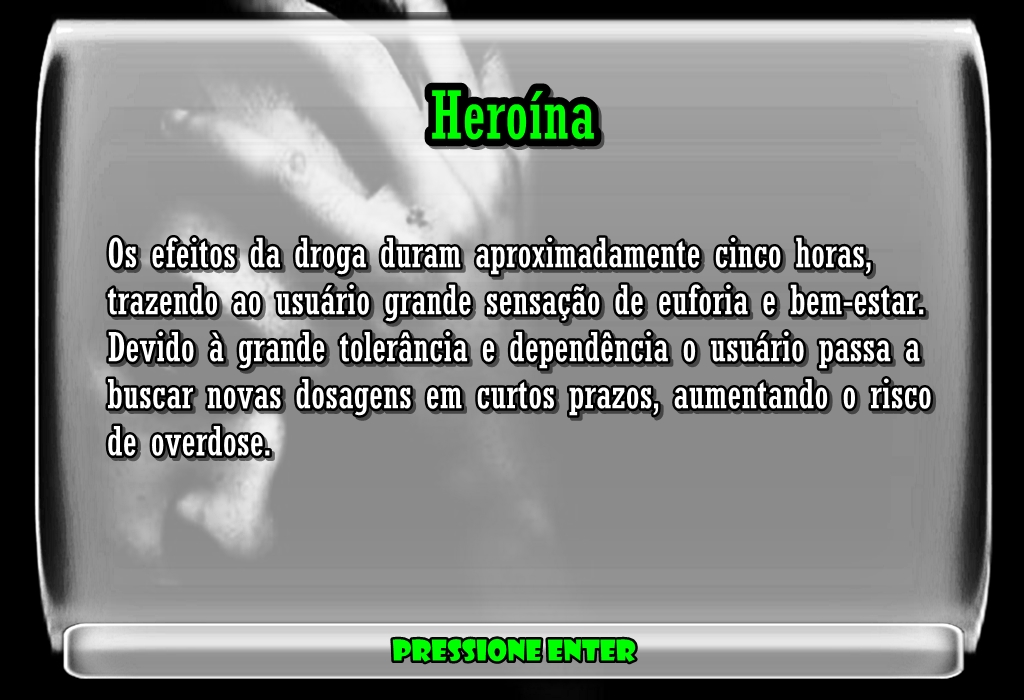 Heroína
Os efeitos da droga duram aproximadamente cinco horas,
trazendo ao usuário grande sensação de euforia e bem-estar.
Devido à grande tolerância e dependência o usuário passa a
buscar novas dosagens em curtos prazos, aumentando o risco
de overdose.
PRESSIONE ENTER